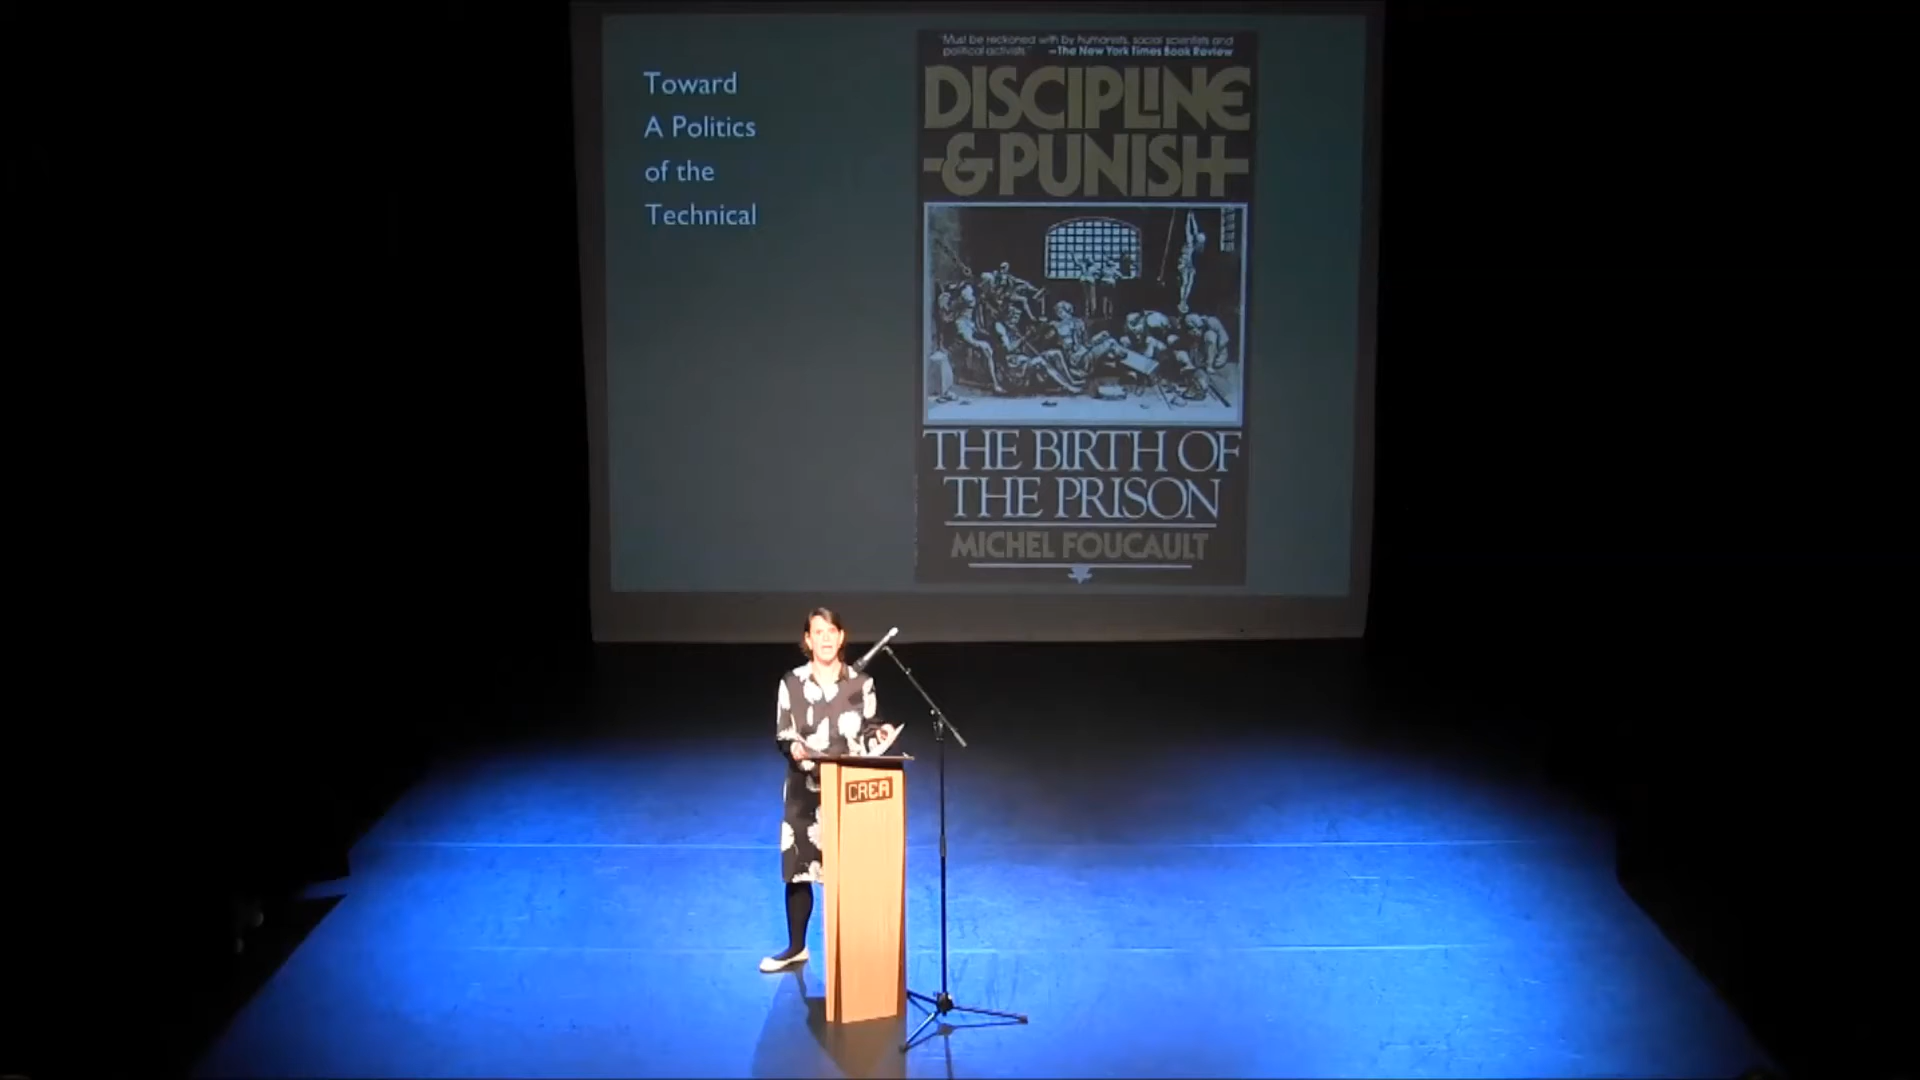 Toward
A Politics
of the
Technical
"Must be reckoned with by humanists, social scientists and
political activists." —The New York Times Book Review
DISCIPLINE
-& PUNISH-
THE BIRTH OF
THE PRISON
MICHEL FOUCAULT
CREA